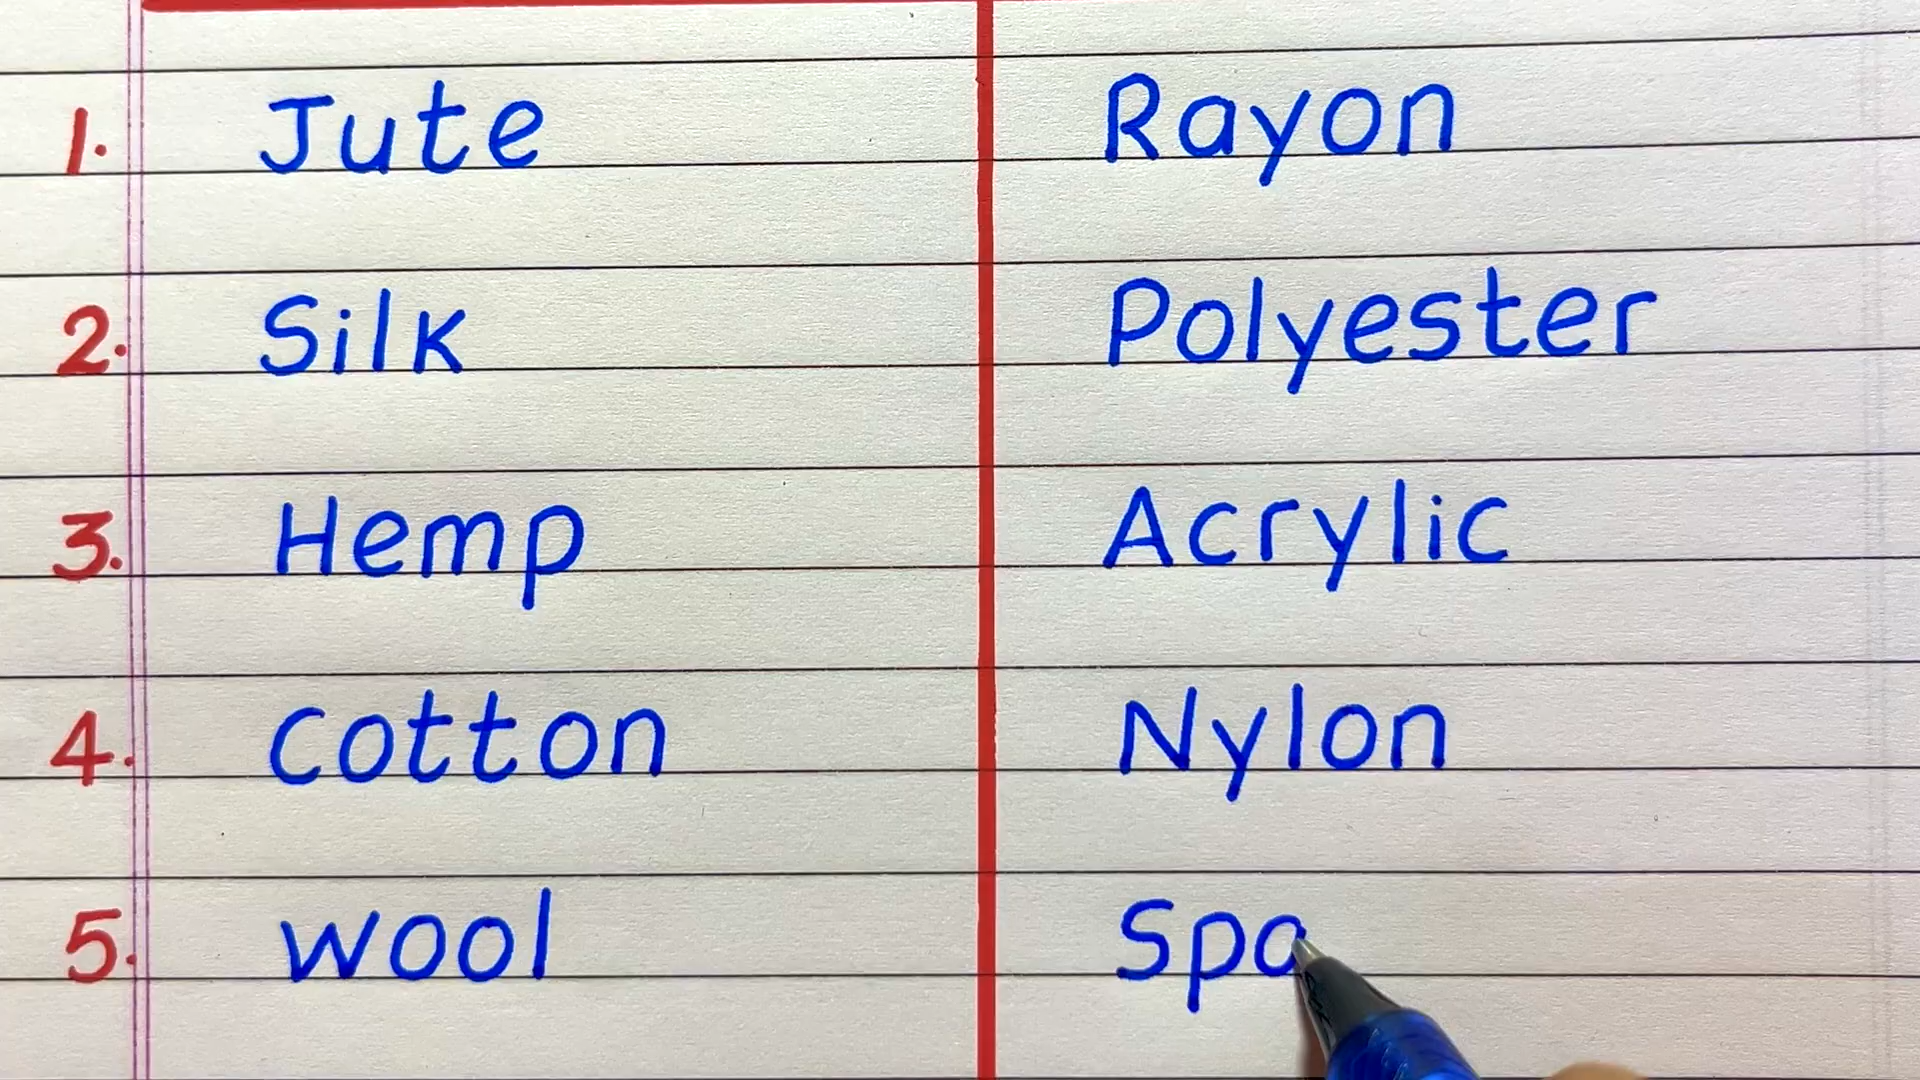 1. Jute Rayon
2. Silk Polyester
3. Hemp Acrylic
4. Cotton Nylon
5. Wool Spa